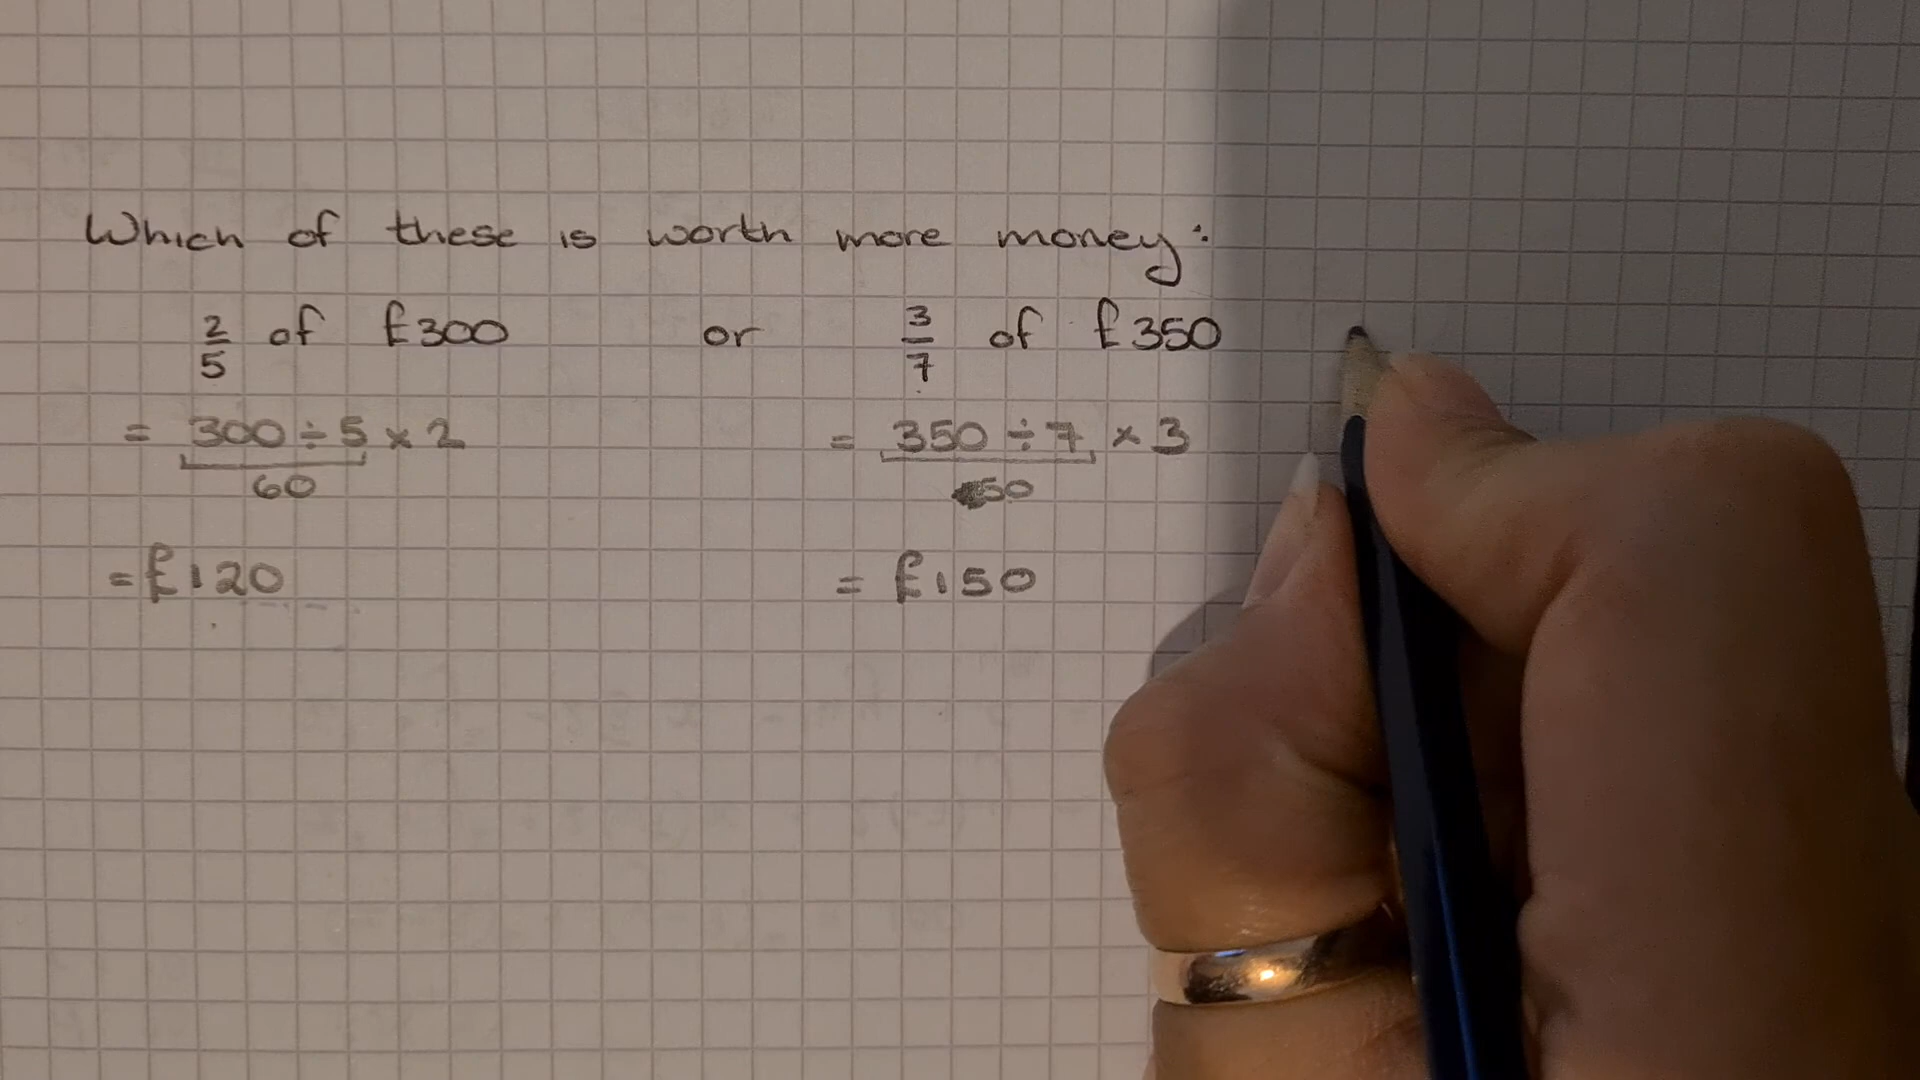 Which of these is worth more money:
2/5 of £300 or 3/7 of £350
= 300 ÷ 5 × 2 = 350 ÷ 7 × 3
60 50
= £120 = £150